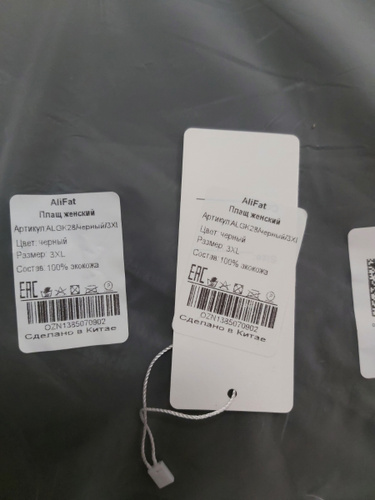 AliFat
Плащ женский
Артикул:ALGK28/черный/(3XL
Цвет: черный
Размер: 3XL
Состав:100% экокожа
EAC
OZN1385070902
Сделано в Китае
AliFat
Плащ женский
Артикул:ALGK28/черный/(3XL
Цвет: черный
Размер: 3XL
Состав:100% экокожа
EAC
OZN1385070902
Сделано в Китае